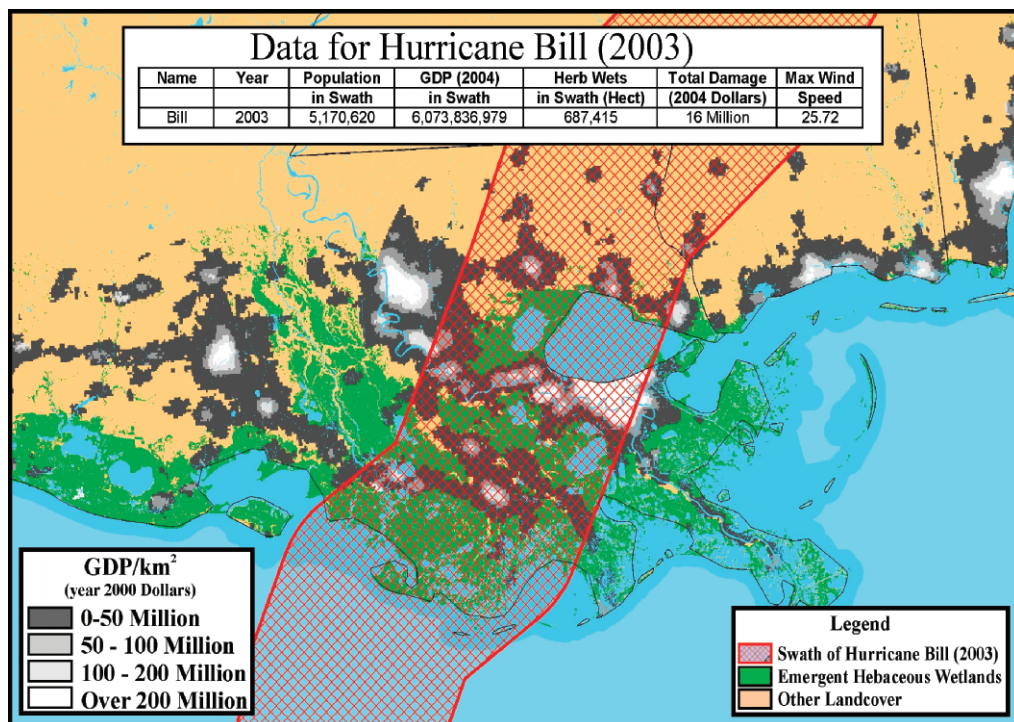 Data for Hurricane Bill (2003)
Name Year Population GDP (2004) Herb Wets Total Damage Max Wind
in Swath in Swath in Swath (Hect) (2004 Dollars) Speed
Bill 2003 5,170,620 6,073,836,979 687,415 16 Million 25.72
GDP/km²
(year 2000 Dollars)
0-50 Million
50 - 100 Million
100 - 200 Million
Over 200 Million
Legend
Swath of Hurricane Bill (2003)
Emergent Hebaceous Wetlands
Other Landcover